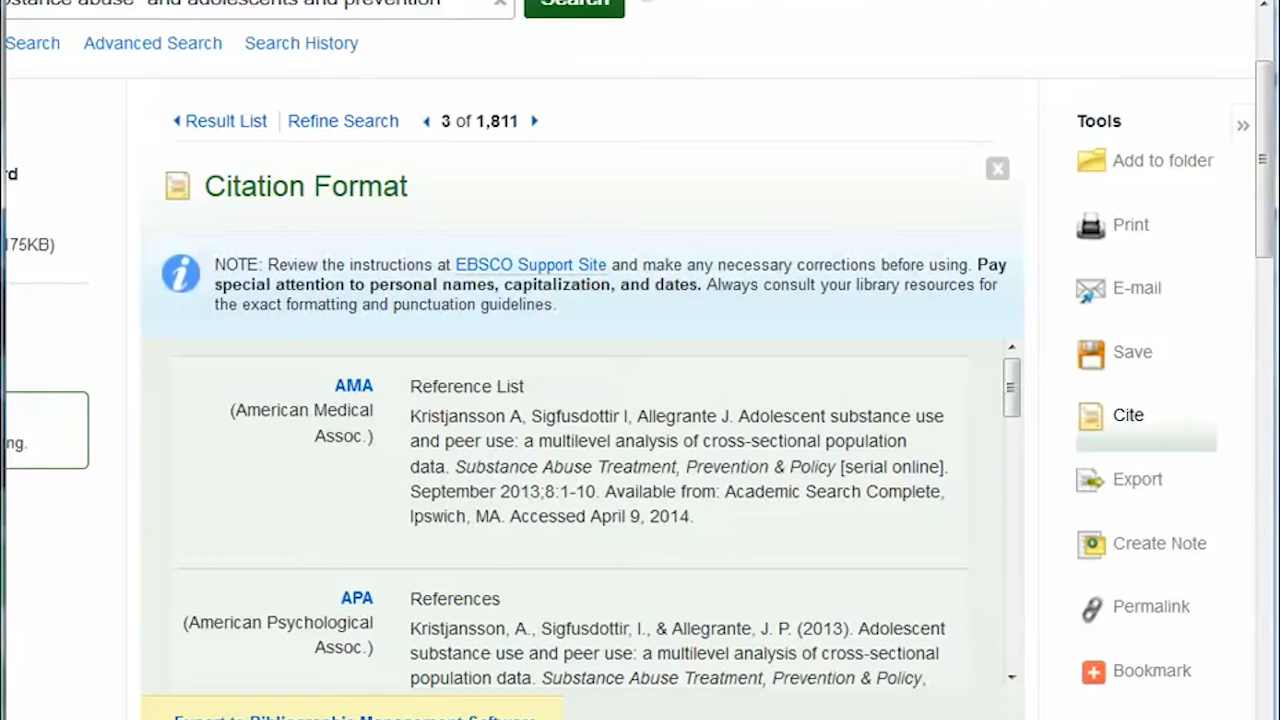 stance abuse" and adolescents and prevention
Search
Search Advanced Search Search History
Result List Refine Search 3 of 1,811
Tools
Add to folder
rd
Citation Format
Print
175KB)
NOTE: Review the instructions at EBSCO Support Site and make any necessary corrections before using. Pay
special attention to personal names, capitalization, and dates. Always consult your library resources for
the exact formatting and punctuation guidelines.
E-mail
Save
AMA
(American Medical
Assoc.)
Reference List
Kristjansson A, Sigfusdottir I, Allegrante J. Adolescent substance use
and peer use: a multilevel analysis of cross-sectional population
data. Substance Abuse Treatment, Prevention & Policy [serial online].
September 2013;8:1-10. Available from: Academic Search Complete,
Ipswich, MA. Accessed April 9, 2014.
Cite
ng.
Export
Create Note
APA
(American Psychological
Assoc.)
References
Kristjansson, A., Sigfusdottir, I., & Allegrante, J. P. (2013). Adolescent
substance use and peer use: a multilevel analysis of cross-sectional
population data. Substance Abuse Treatment, Prevention & Policy,
Permalink
Bookmark
Export to Bibliographic Management Software